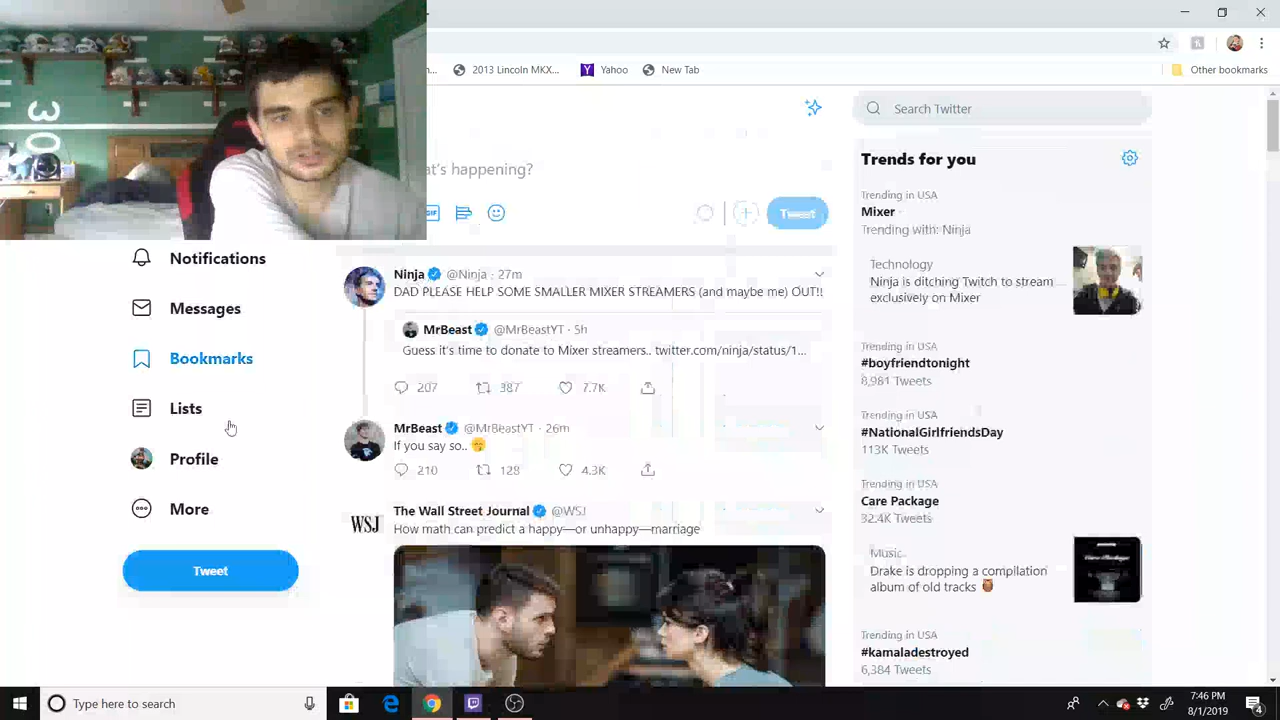 2013 Lincoln MKX...
Yahoo
New Tab
Other bookmarks
30
Search Twitter
at's happening?
GIF
Tweet
Trends for you
Trending in USA
Mixer
Trending with: Ninja
Technology
Ninja is ditching Twitch to stream
exclusively on Mixer
Trending in USA
#boyfriendtonight
8,981 Tweets
Trending in USA
#NationalGirlfriendsDay
113K Tweets
Trending in USA
Care Package
32.4K Tweets
Music
Drake is dropping a compilation
album of old tracks 🦉
Trending in USA
#kamaladestroyed
6,384 Tweets
Notifications
Messages
Bookmarks
Lists
Profile
More
Tweet
Ninja @Ninja · 27m
DAD PLEASE HELP SOME SMALLER MIXER STREAMERS (and maybe me) OUT!!
MrBeast @MrBeastYT · 5h
Guess it's time to donate to Mixer streamers.. twitter.com/ninja/status/1...
207 387 7.7K
MrBeast @MrBeastYT · 26m
If you say so.. 🤫
210 128 4.3K
The Wall Street Journal @WSJ
How math can predict a happy—or unhappy—marriage
WSJ
Type here to search
7:46 PM
8/1/2019
4